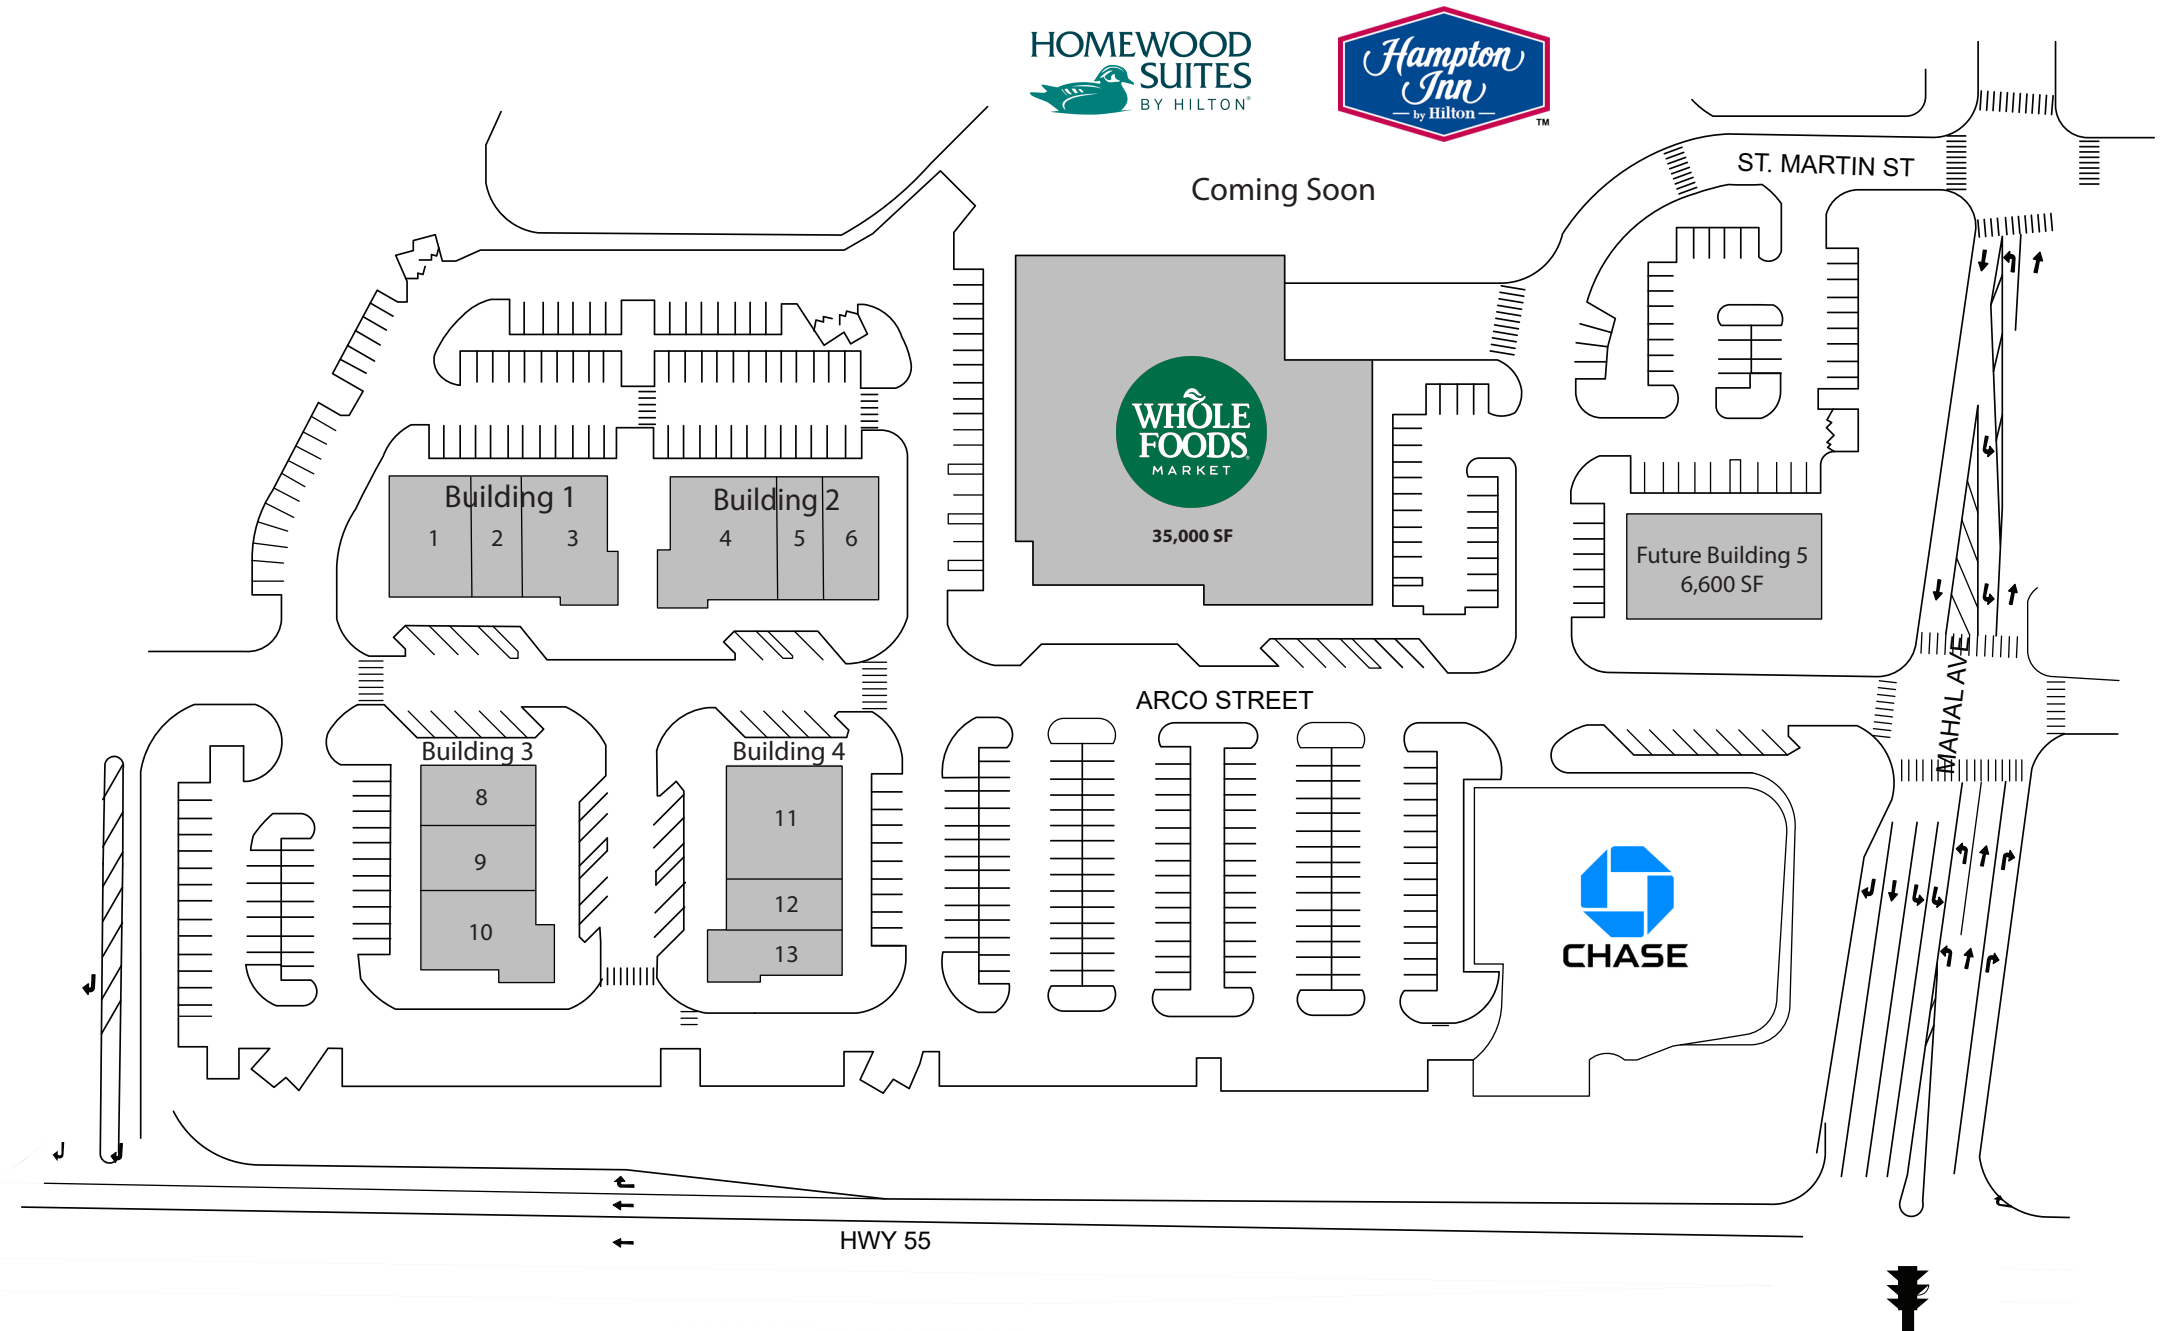 HOMEWOOD
SUITES
BY HILTON®
Hampton
Inn
by Hilton
TM
ST. MARTIN ST
Coming Soon
WHOLE
FOODS
MARKET
35,000 SF
Building 1
1 2 3
Building 2
4 5 6
Future Building 5
6,600 SF
MAHAL AVE
ARCO STREET
Building 3
8
9
10
Building 4
11
12
13
CHASE
HWY 55